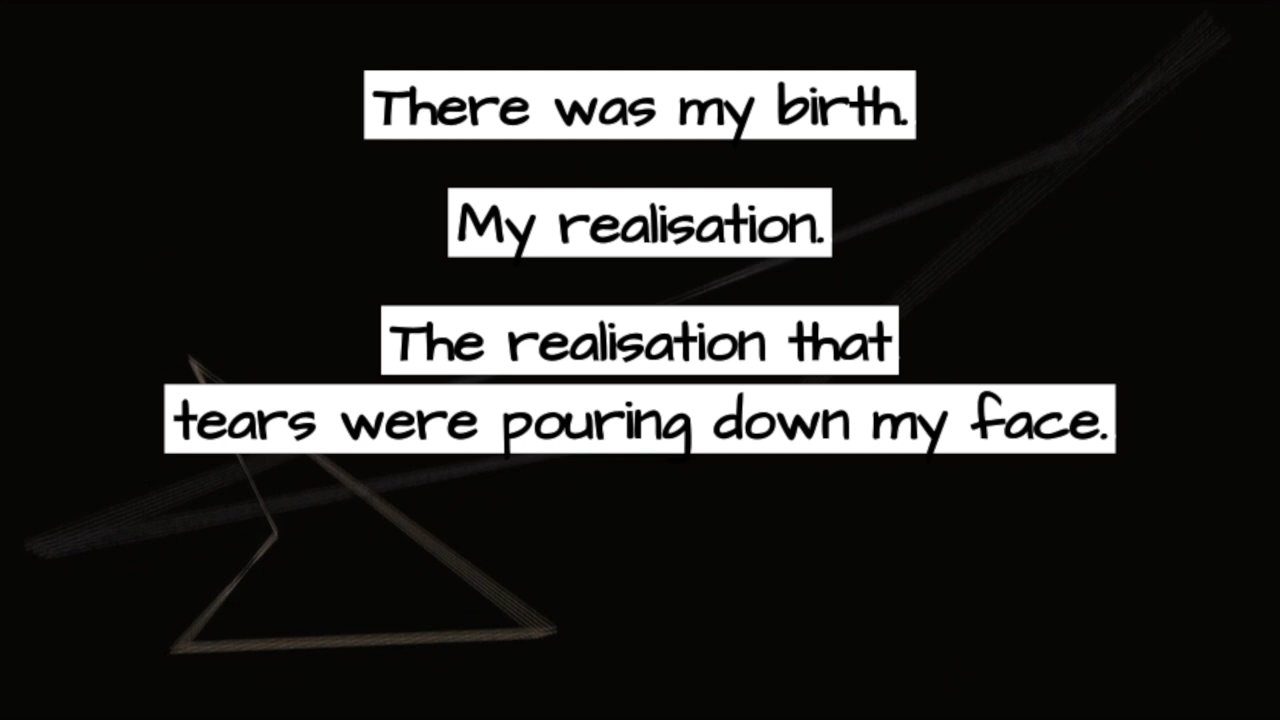 There was my birth.
My realisation.
The realisation that
tears were pouring down my face.